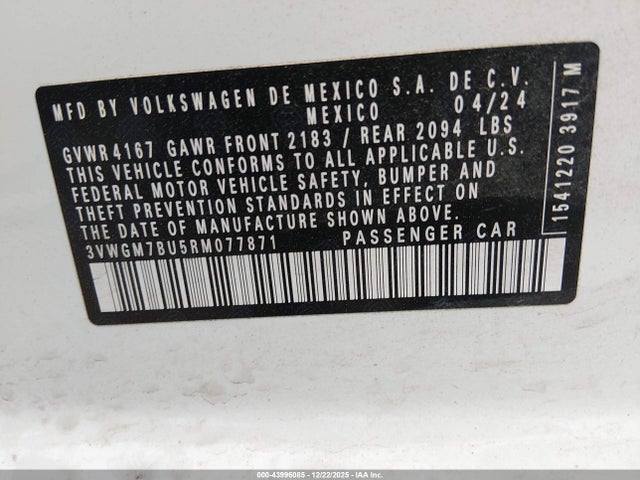 MFD BY VOLKSWAGEN DE MEXICO S.A. DE C.V.
MEXICO 04/24
GVWR 4167 GAWR FRONT 2183 / REAR 2094 LBS
THIS VEHICLE CONFORMS TO ALL APPLICABLE U.S.
FEDERAL MOTOR VEHICLE SAFETY, BUMPER AND
THEFT PREVENTION STANDARDS IN EFFECT ON
THE DATE OF MANUFACTURE SHOWN ABOVE.
3VWGM7BU5RM077871 PASSENGER CAR
1541220 3917 M
000-43995085 • 12/22/2025 • IAA Inc.